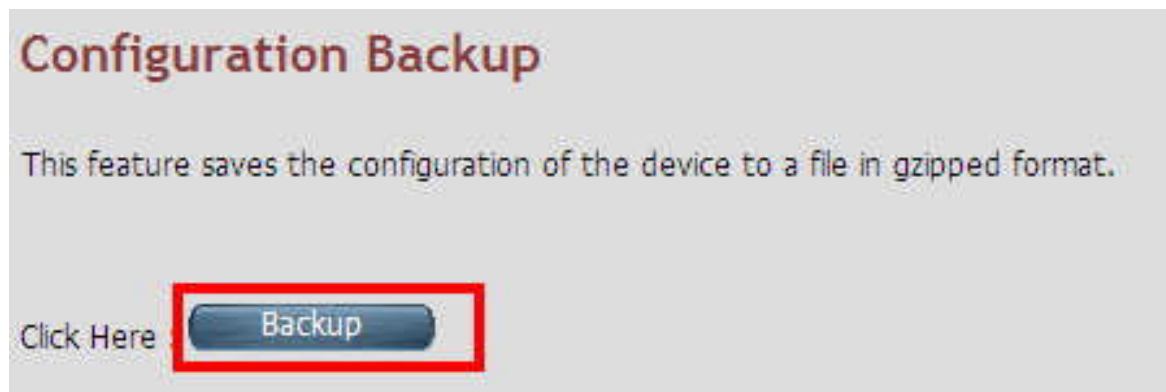 Configuration Backup
This feature saves the configuration of the device to a file in gzipped format.
Click Here : Backup